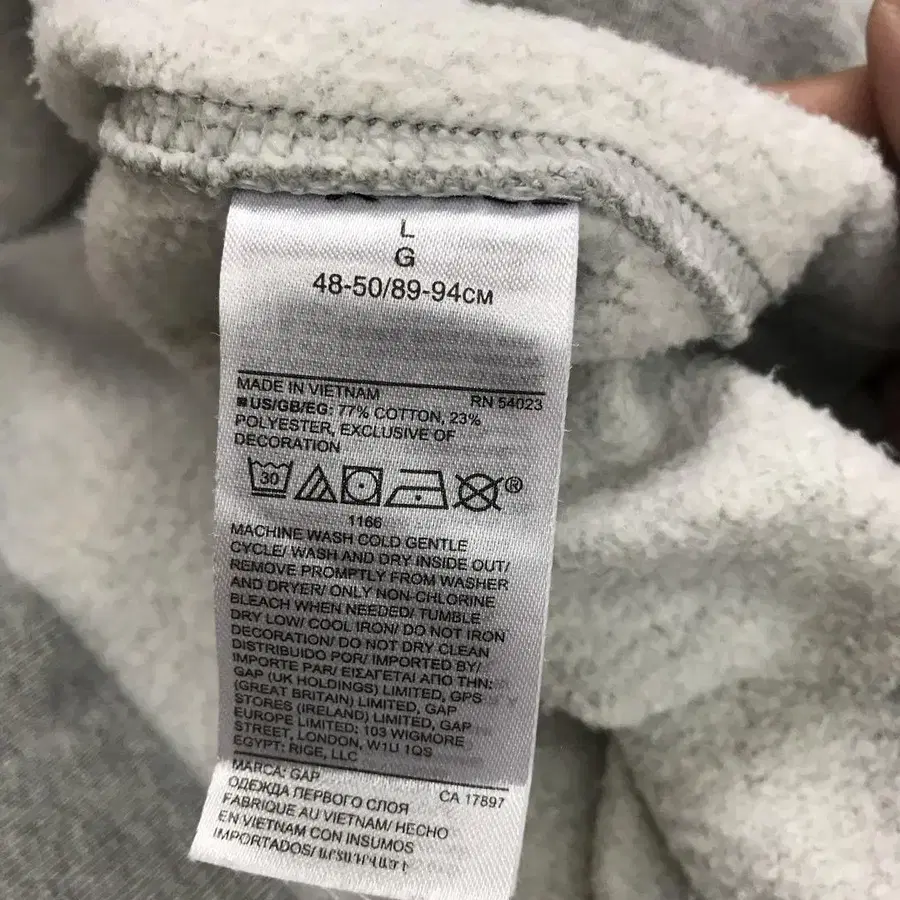 L
G
48-50/89-94CM
MADE IN VIETNAM RN 54023
US/GB/EG: 77% COTTON, 23%
POLYESTER, EXCLUSIVE OF
DECORATION
30 ®
1166
MACHINE WASH COLD GENTLE
CYCLE/ WASH AND DRY INSIDE OUT/
REMOVE PROMPTLY FROM WASHER
AND DRYER/ ONLY NON-CHLORINE
BLEACH WHEN NEEDED/ TUMBLE
DRY LOW/ COOL IRON/ DO NOT IRON
DECORATION/ DO NOT DRY CLEAN
DISTRIBUIDO POR/ IMPORTED BY/
IMPORTE PAR/ ΕΙΣΑΓΕΤΑΙ ΑΠΟ ΤΗΝ:
GAP (UK HOLDINGS) LIMITED, GPS
(GREAT BRITAIN) LIMITED, GAP
STORES (IRELAND) LIMITED, GAP
EUROPE LIMITED: 103 WIGMORE
STREET, LONDON, W1U 1QS
EGYPT: RIGE, LLC
MARCA: GAP CA 17897
ОДЕЖДА ПЕРВОГО СЛОЯ
FABRIQUE AU VIETNAM/ HECHO
EN VIETNAM CON INSUMOS
IMPORTADOS/